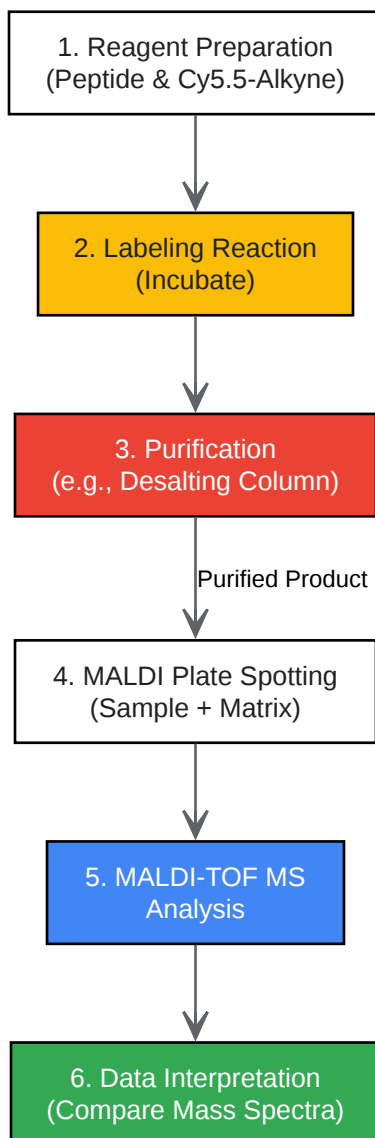 1. Reagent Preparation
(Peptide & Cy5.5-Alkyne)
2. Labeling Reaction
(Incubate)
3. Purification
(e.g., Desalting Column)
Purified Product
4. MALDI Plate Spotting
(Sample + Matrix)
5. MALDI-TOF MS
Analysis
6. Data Interpretation
(Compare Mass Spectra)